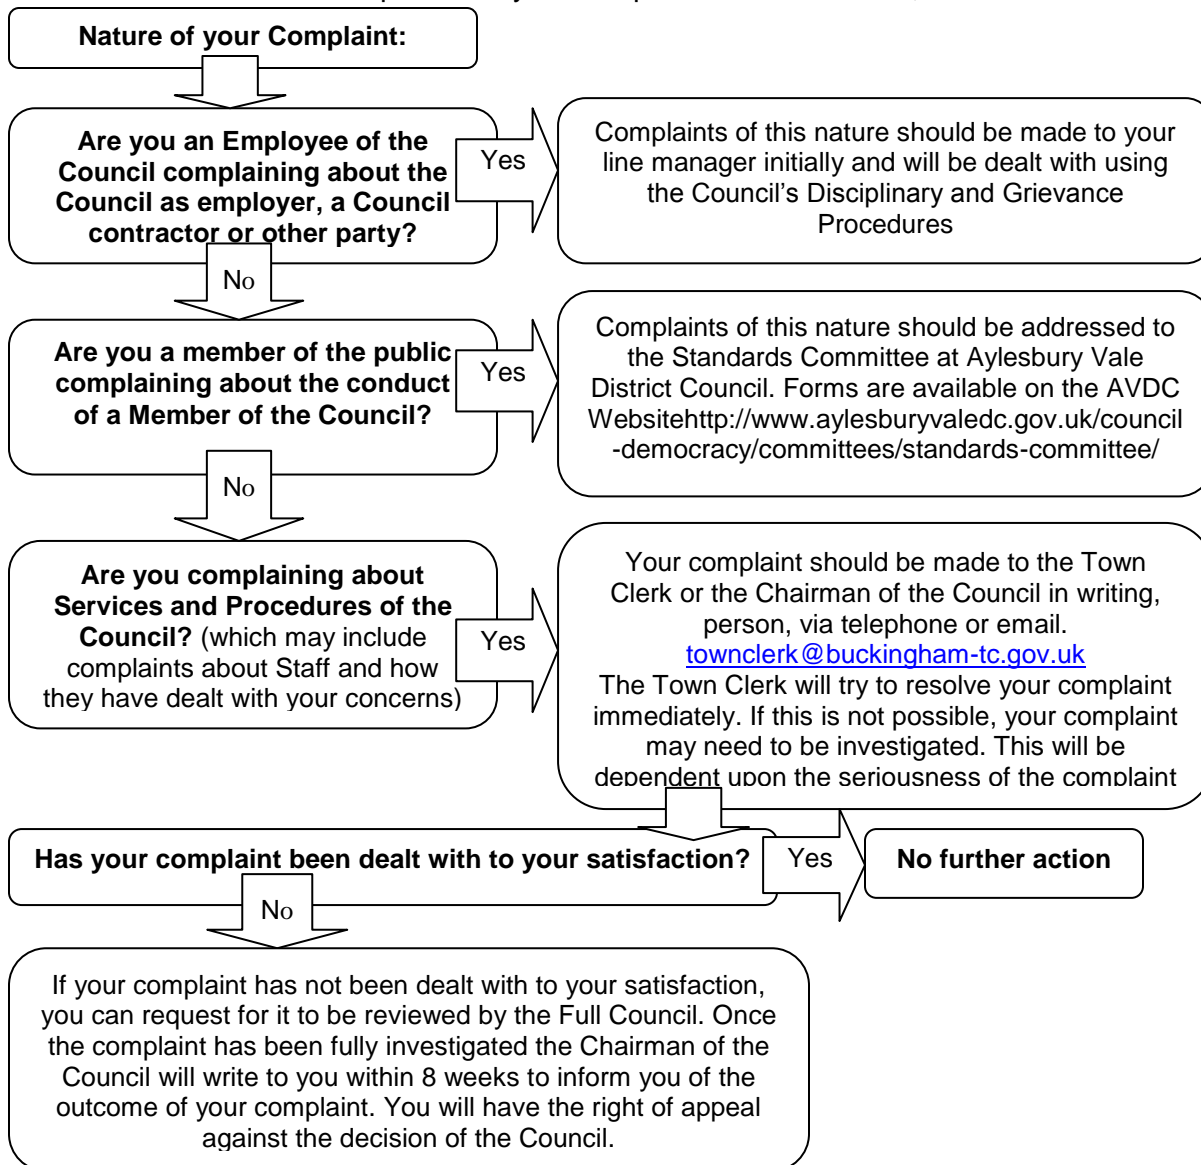 Nature of your Complaint:
Are you an Employee of the
Council complaining about the
Council as employer, a Council
contractor or other party?
Yes
Complaints of this nature should be made to your
line manager initially and will be dealt with using
the Council’s Disciplinary and Grievance
Procedures
No
Are you a member of the public
complaining about the conduct
of a Member of the Council?
Yes
Complaints of this nature should be addressed to
the Standards Committee at Aylesbury Vale
District Council. Forms are available on the AVDC
Websitehttp://www.aylesburyvaledc.gov.uk/council
-democracy/committees/standards-committee/
No
Are you complaining about
Services and Procedures of the
Council? (which may include
complaints about Staff and how
they have dealt with your concerns)
Yes
Your complaint should be made to the Town
Clerk or the Chairman of the Council in writing,
person, via telephone or email.
townclerk@buckingham-tc.gov.uk
The Town Clerk will try to resolve your complaint
immediately. If this is not possible, your complaint
may need to be investigated. This will be
dependent upon the seriousness of the complaint
Has your complaint been dealt with to your satisfaction?
Yes
No further action
No
If your complaint has not been dealt with to your satisfaction,
you can request for it to be reviewed by the Full Council. Once
the complaint has been fully investigated the Chairman of the
Council will write to you within 8 weeks to inform you of the
outcome of your complaint. You will have the right of appeal
against the decision of the Council.